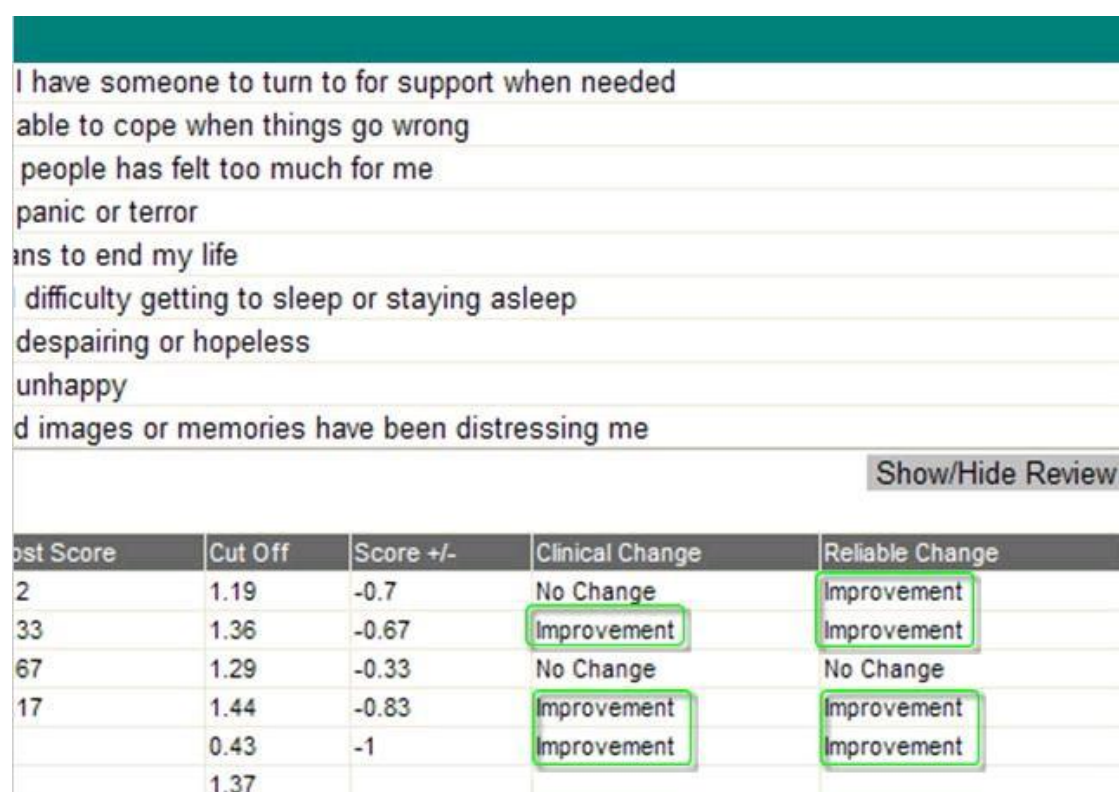 I have someone to turn to for support when needed
able to cope when things go wrong
people has felt too much for me
panic or terror
ans to end my life
difficulty getting to sleep or staying asleep
despairing or hopeless
unhappy
d images or memories have been distressing me
Show/Hide Review
ost Score Cut Off Score +/- Clinical Change Reliable Change
2 1.19 -0.7 No Change Improvement
33 1.36 -0.67 Improvement Improvement
67 1.29 -0.33 No Change No Change
17 1.44 -0.83 Improvement Improvement
0.43 -1 Improvement Improvement
1.37